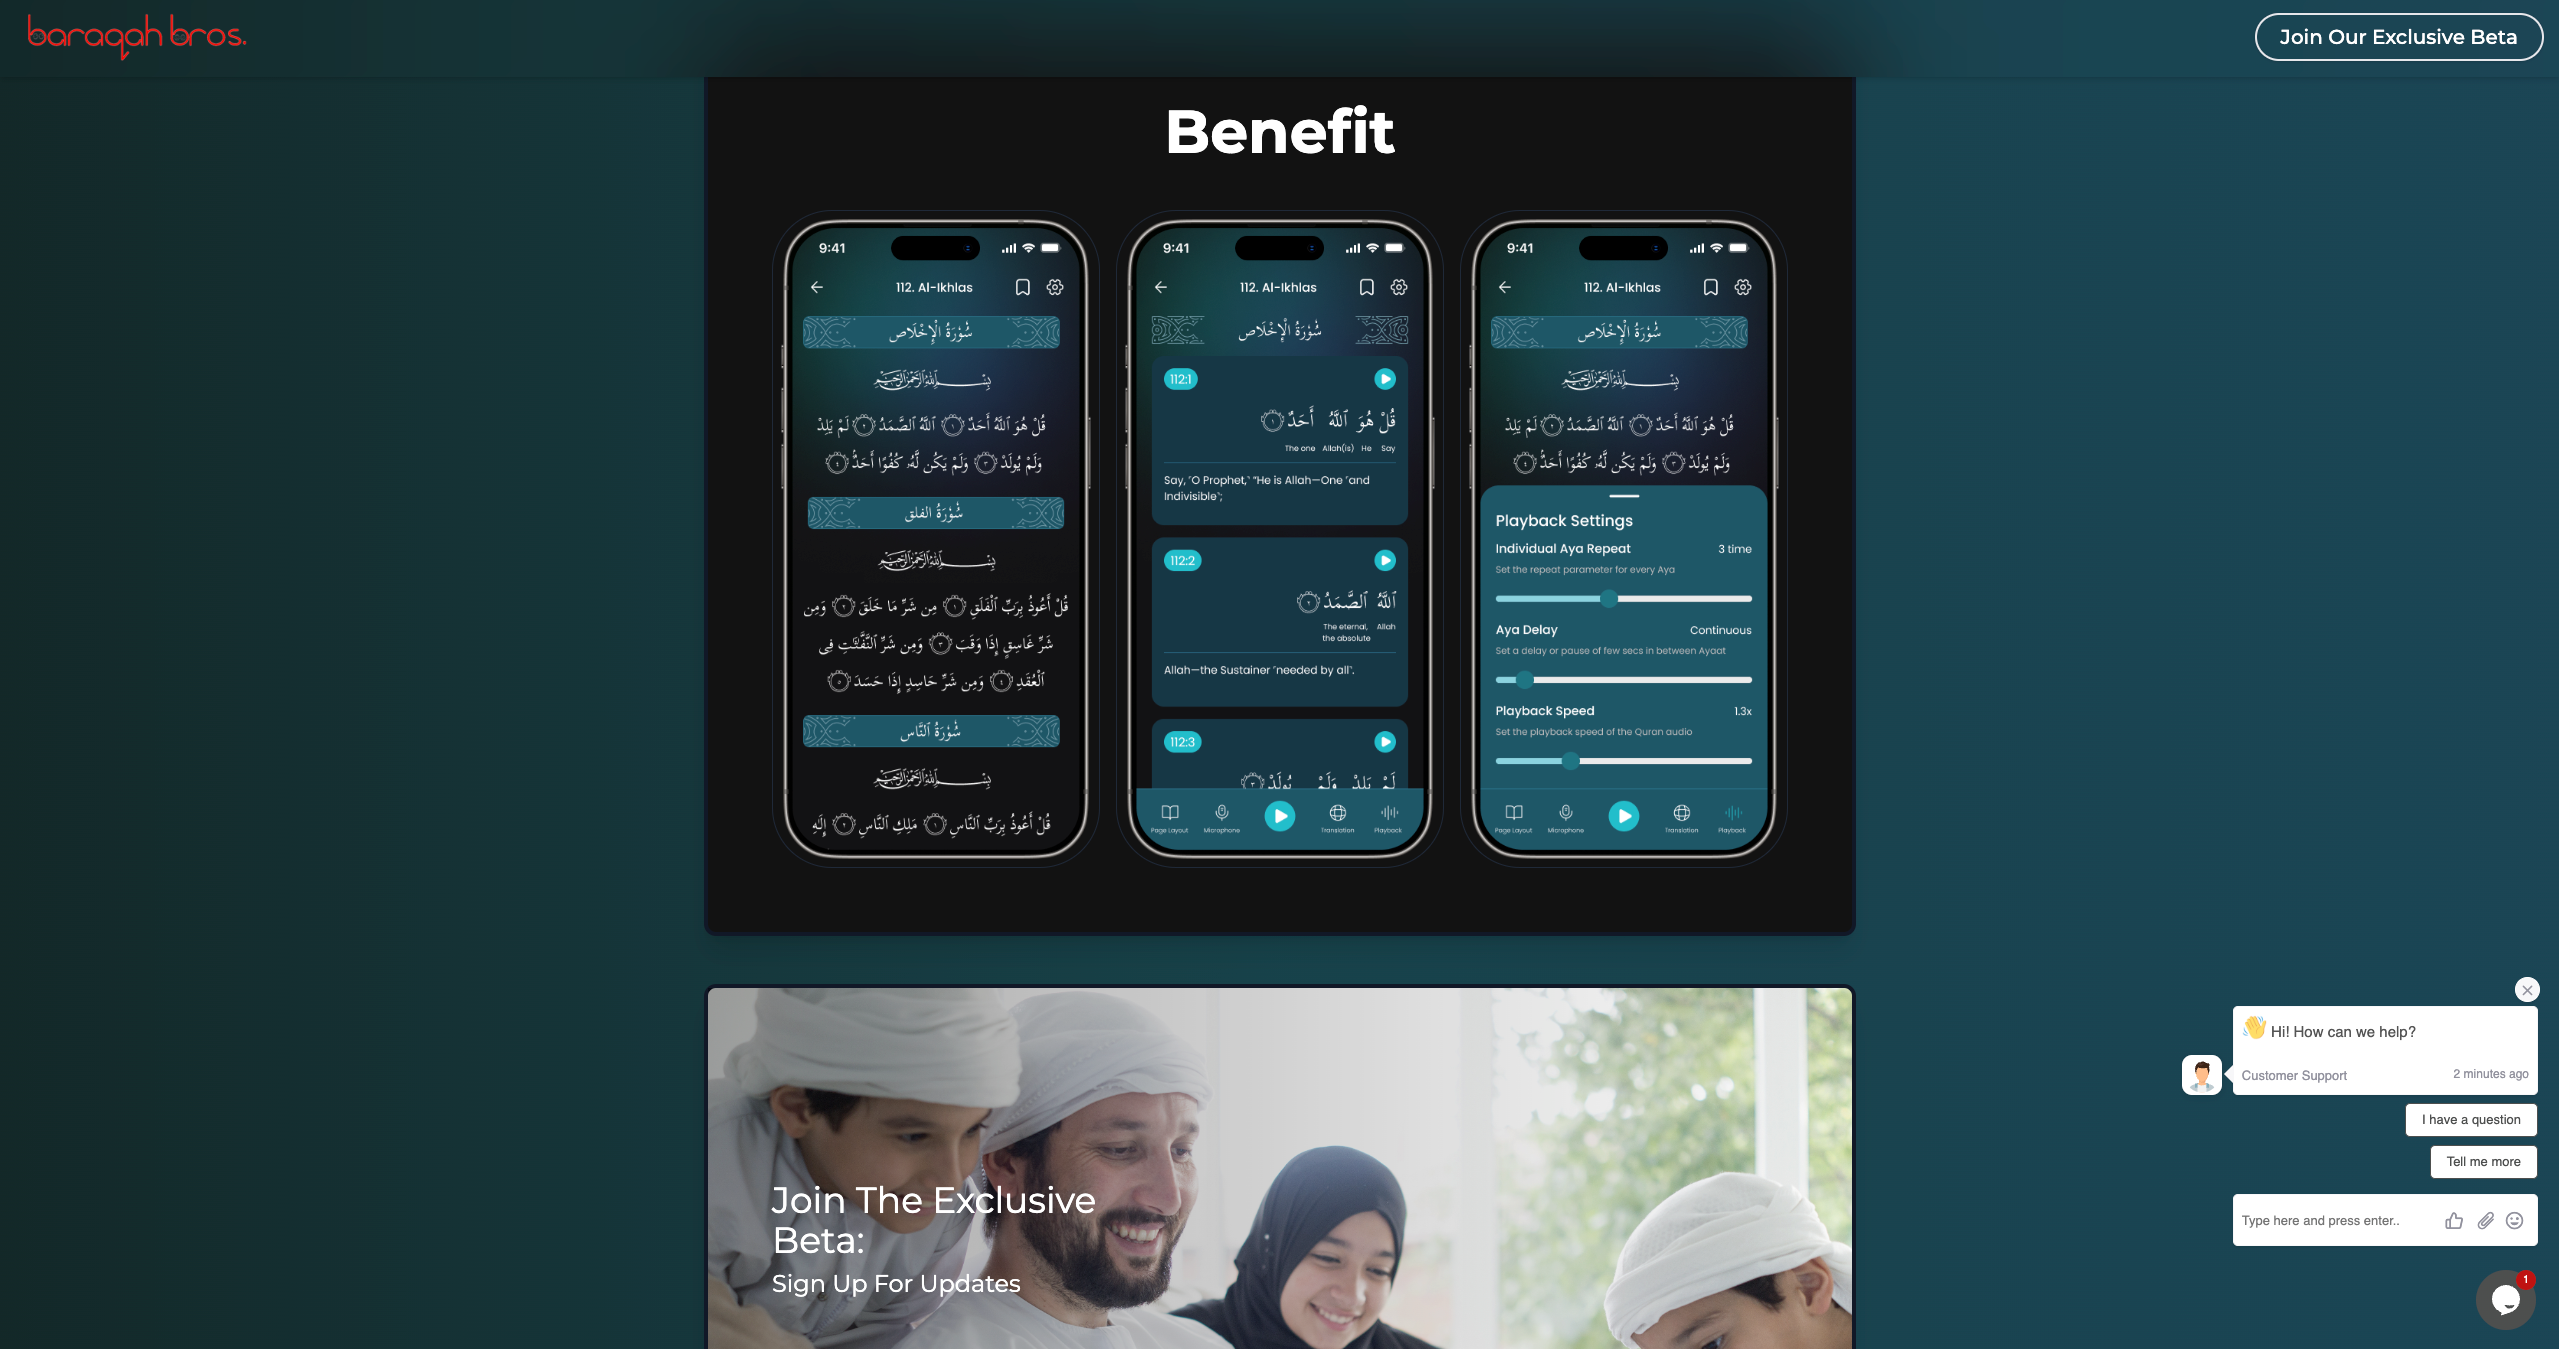 baraqah bros.
Join Our Exclusive Beta
Benefit
9:41
112. Al-Ikhlas
سُورَةُ الْإِخْلَاص
بِسْمِ ٱللَّهِ ٱلرَّحْمَٰنِ ٱلرَّحِيمِ
قُلْ هُوَ ٱللَّهُ أَحَدٌ ١ ٱللَّهُ ٱلصَّمَدُ ٢ لَمْ يَلِدْ
وَلَمْ يُولَدْ ٣ وَلَمْ يَكُن لَّهُۥ كُفُوًا أَحَدٌۢ ٤
سُورَةُ الفلق
بِسْمِ ٱللَّهِ ٱلرَّحْمَٰنِ ٱلرَّحِيمِ
قُلْ أَعُوذُ بِرَبِّ ٱلْفَلَقِ ١ مِن شَرِّ مَا خَلَقَ ٢ وَمِن
شَرِّ غَاسِقٍ إِذَا وَقَبَ ٣ وَمِن شَرِّ ٱلنَّفَّٰثَٰتِ فِى
ٱلْعُقَدِ ٤ وَمِن شَرِّ حَاسِدٍ إِذَا حَسَدَ ٥
سُورَةُ النَّاس
بِسْمِ ٱللَّهِ ٱلرَّحْمَٰنِ ٱلرَّحِيمِ
قُلْ أَعُوذُ بِرَبِّ ٱلنَّاسِ ١ مَلِكِ ٱلنَّاسِ ٢ إِلَٰهِ
9:41
112. Al-Ikhlas
سُورَةُ الْإِخْلَاص
112:1
قُلْ هُوَ ٱللَّهُ أَحَدٌ ١
The one Allah(is) He Say
Say, ˹O Prophet,˺ “He is Allah—One ˹and
Indivisible˺;
112:2
ٱللَّهُ ٱلصَّمَدُ ٢
The eternal, Allah
the absolute
Allah—the Sustainer ˹needed by all˺.
112:3
لَمْ يَلِدْ وَلَمْ يُولَدْ ٣
Page Layout
Microphone
Translation
Playback
9:41
112. Al-Ikhlas
سُورَةُ الْإِخْلَاص
بِسْمِ ٱللَّهِ ٱلرَّحْمَٰنِ ٱلرَّحِيمِ
قُلْ هُوَ ٱللَّهُ أَحَدٌ ١ ٱللَّهُ ٱلصَّمَدُ ٢ لَمْ يَلِدْ
وَلَمْ يُولَدْ ٣ وَلَمْ يَكُن لَّهُۥ كُفُوًا أَحَدٌۢ ٤
Playback Settings
Individual Aya Repeat 3 time
Set the repeat parameter for every Aya
Aya Delay Continuous
Set a delay or pause of few secs in between Ayaat
Playback Speed 1.3x
Set the playback speed of the Quran audio
Page Layout
Microphone
Translation
Playback
Join The Exclusive
Beta:
Sign Up For Updates
Hi! How can we help?
Customer Support 2 minutes ago
I have a question
Tell me more
Type here and press enter..
1